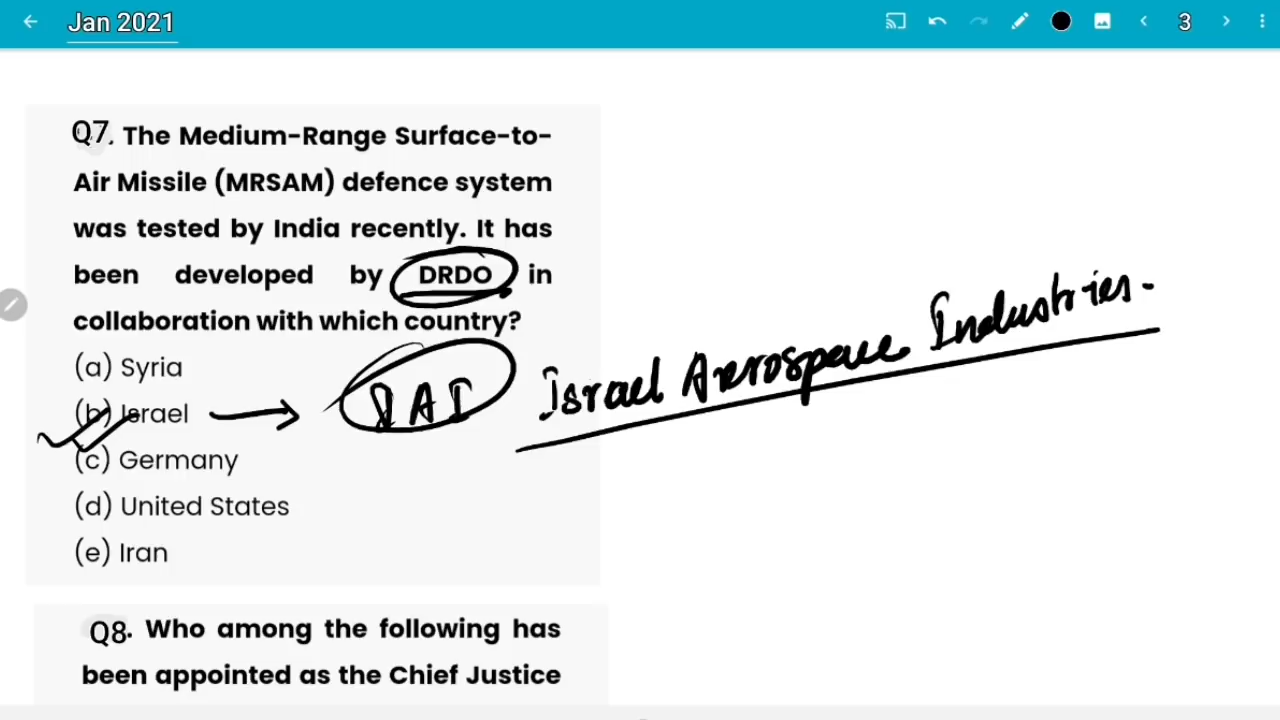 Jan 2021
3
Q7. The Medium-Range Surface-to-
Air Missile (MRSAM) defence system
was tested by India recently. It has
been developed by DRDO in
collaboration with which country?
(a) Syria
(b) Israel
IAI
Israel Aerospace Industries.
(c) Germany
(d) United States
(e) Iran
Q8. Who among the following has
been appointed as the Chief Justice